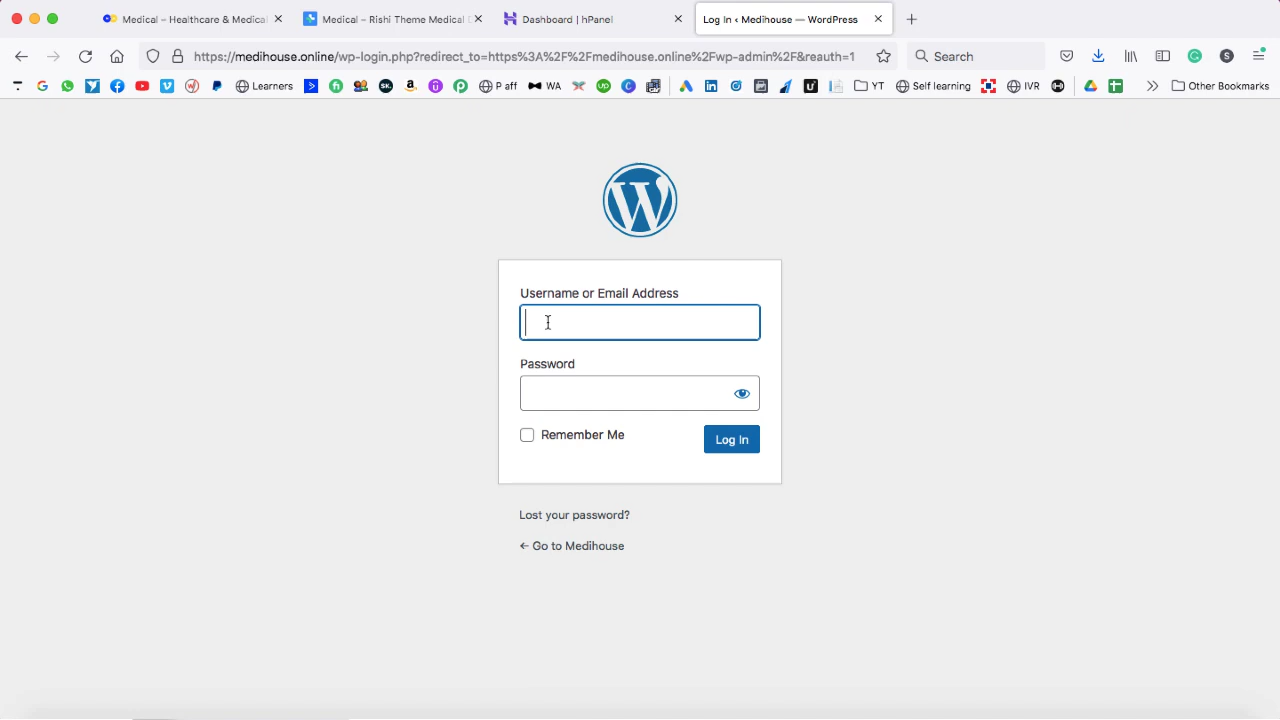 Medical – Healthcare & Medical
Medical – Rishi Theme Medical
Dashboard | hPanel
Log In ‹ Medihouse — WordPress
https://medihouse.online/wp-login.php?redirect_to=https%3A%2F%2Fmedihouse.online%2Fwp-admin%2F&reauth=1
Search
Learners
P aff
WA
YT
Self learning
IVR
Other Bookmarks
Username or Email Address
Password
Remember Me
Log In
Lost your password?
← Go to Medihouse